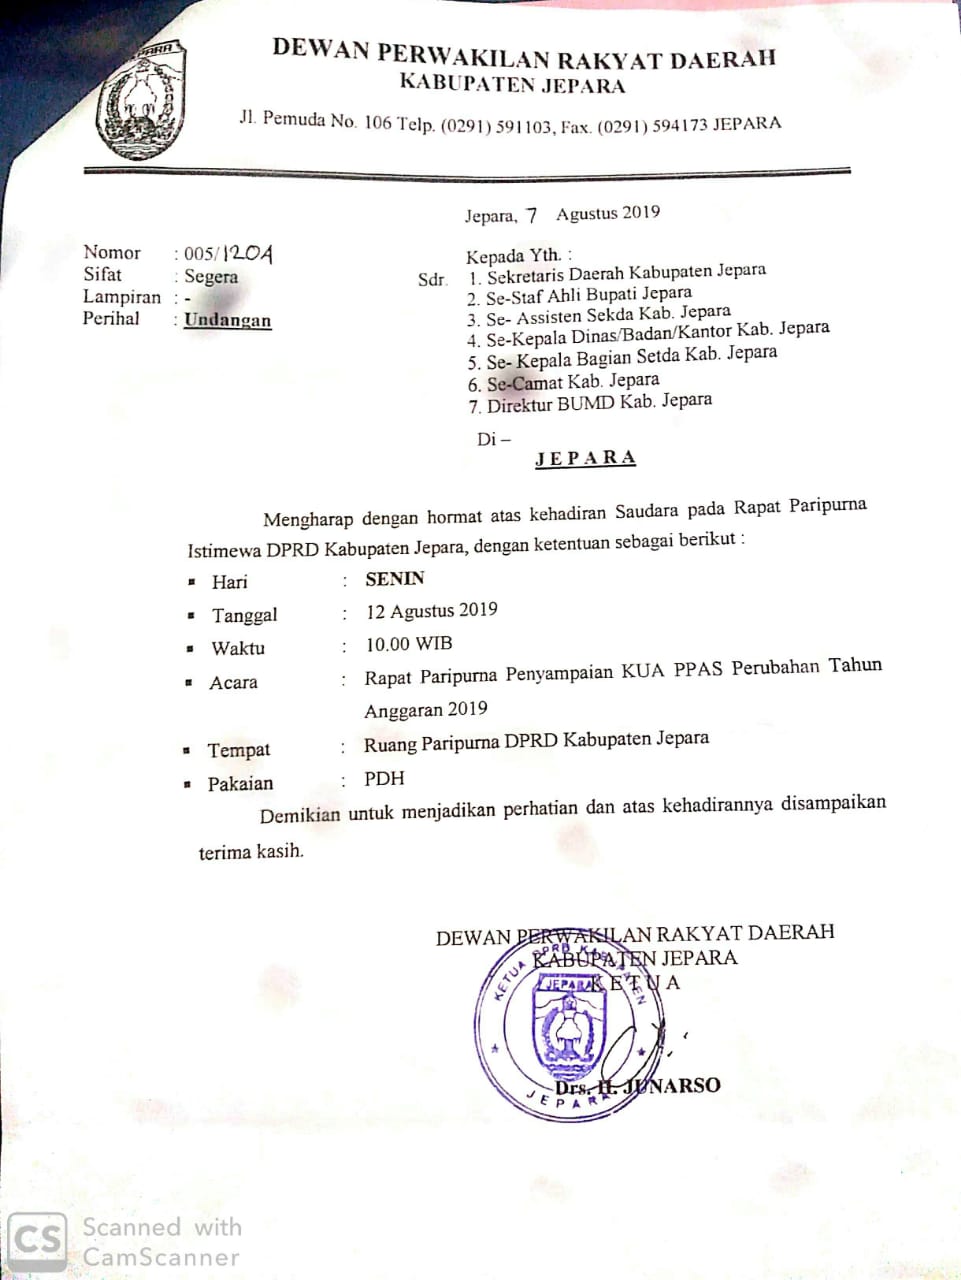 JEPARA
DEWAN PERWAKILAN RAKYAT DAERAH
KABUPATEN JEPARA
Jl. Pemuda No. 106 Telp. (0291) 591103, Fax. (0291) 594173 JEPARA
Jepara, 7 Agustus 2019
Nomor : 005/1204
Sifat : Segera
Lampiran : -
Perihal : Undangan
Kepada Yth. :
Sdr. 1. Sekretaris Daerah Kabupaten Jepara
2. Se-Staf Ahli Bupati Jepara
3. Se- Assisten Sekda Kab. Jepara
4. Se-Kepala Dinas/Badan/Kantor Kab. Jepara
5. Se- Kepala Bagian Setda Kab. Jepara
6. Se-Camat Kab. Jepara
7. Direktur BUMD Kab. Jepara
Di –
J E P A R A
Mengharap dengan hormat atas kehadiran Saudara pada Rapat Paripurna
Istimewa DPRD Kabupaten Jepara, dengan ketentuan sebagai berikut :
▪ Hari : SENIN
▪ Tanggal : 12 Agustus 2019
▪ Waktu : 10.00 WIB
▪ Acara : Rapat Paripurna Penyampaian KUA PPAS Perubahan Tahun
Anggaran 2019
▪ Tempat : Ruang Paripurna DPRD Kabupaten Jepara
▪ Pakaian : PDH
Demikian untuk menjadikan perhatian dan atas kehadirannya disampaikan
terima kasih.
DEWAN PERWAKILAN RAKYAT DAERAH
KABUPATEN JEPARA
K E T U A
KETUA DPRD KABUPATEN
JEPARA
JEPARA
Drs. H. JUNARSO
CS Scanned with
CamScanner